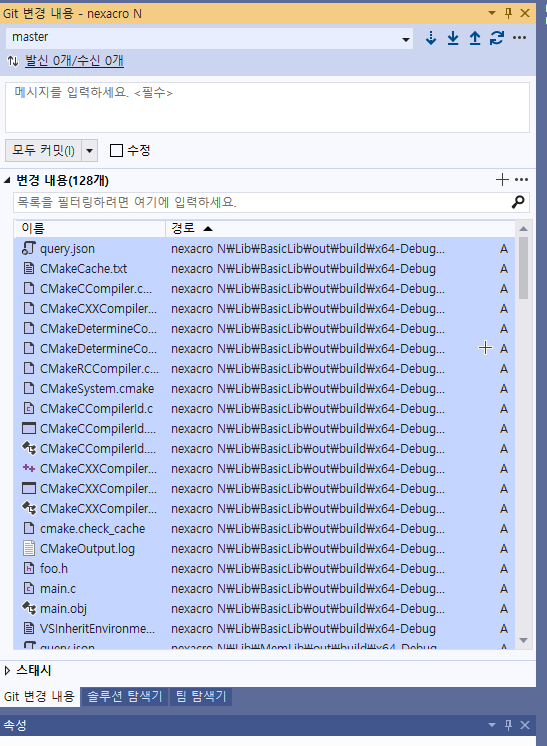 Git 변경 내용 - nexacro N
master
발신 0개/수신 0개
메시지를 입력하세요. <필수>
모두 커밋(I) 수정
변경 내용(128개)
목록을 필터링하려면 여기에 입력하세요.
이름 경로
query.json nexacro N₩Lib₩BasicLib₩out₩build₩x64-Debug... A
CMakeCache.txt nexacro N₩Lib₩BasicLib₩out₩build₩x64-Debug A
CMakeCCompiler.c... nexacro N₩Lib₩BasicLib₩out₩build₩x64-Debug... A
CMakeCXXCompiler... nexacro N₩Lib₩BasicLib₩out₩build₩x64-Debug... A
CMakeDetermineCo... nexacro N₩Lib₩BasicLib₩out₩build₩x64-Debug... A
CMakeDetermineCo... nexacro N₩Lib₩BasicLib₩out₩build₩x64-Debug... A
CMakeRCCompiler.c... nexacro N₩Lib₩BasicLib₩out₩build₩x64-Debug... A
CMakeSystem.cmake nexacro N₩Lib₩BasicLib₩out₩build₩x64-Debug... A
CMakeCCompilerId.c nexacro N₩Lib₩BasicLib₩out₩build₩x64-Debug... A
CMakeCCompilerId.... nexacro N₩Lib₩BasicLib₩out₩build₩x64-Debug... A
CMakeCCompilerId.... nexacro N₩Lib₩BasicLib₩out₩build₩x64-Debug... A
CMakeCXXCompiler... nexacro N₩Lib₩BasicLib₩out₩build₩x64-Debug... A
CMakeCXXCompiler... nexacro N₩Lib₩BasicLib₩out₩build₩x64-Debug... A
CMakeCXXCompiler... nexacro N₩Lib₩BasicLib₩out₩build₩x64-Debug... A
cmake.check_cache nexacro N₩Lib₩BasicLib₩out₩build₩x64-Debug... A
CMakeOutput.log nexacro N₩Lib₩BasicLib₩out₩build₩x64-Debug... A
foo.h nexacro N₩Lib₩BasicLib₩out₩build₩x64-Debug... A
main.c nexacro N₩Lib₩BasicLib₩out₩build₩x64-Debug... A
main.obj nexacro N₩Lib₩BasicLib₩out₩build₩x64-Debug... A
VSInheritEnvironme... nexacro N₩Lib₩BasicLib₩out₩build₩x64-Debug A
query.json nexacro N₩Lib₩MemLib₩out₩build₩x64-Debug... A
스태시
Git 변경 내용 솔루션 탐색기 팀 탐색기
속성